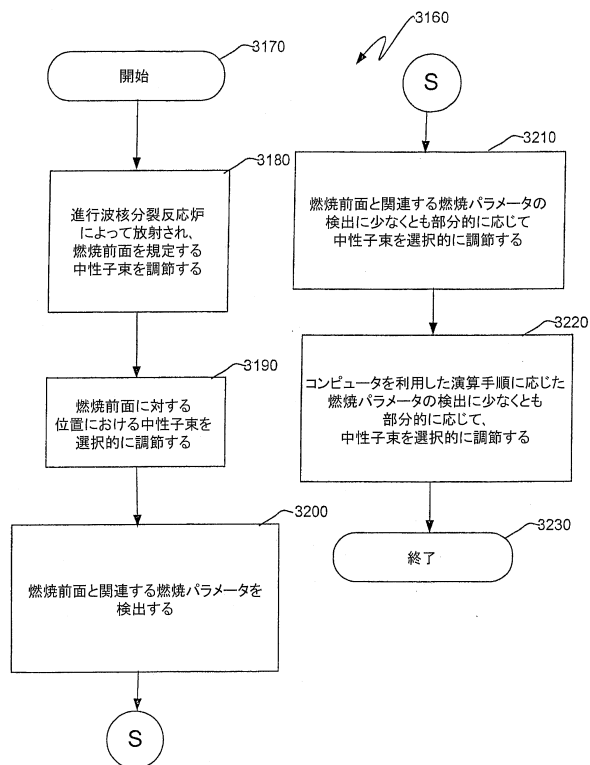 3160
3170
開始
3180
進行波核分裂反応炉
によって放射され、
燃焼前面を規定する
中性子束を調節する
3190
燃焼前面に対する
位置における中性子束を
選択的に調節する
3200
燃焼前面と関連する燃焼パラメータを
検出する
S
S
3210
燃焼前面と関連する燃焼パラメータの
検出に少なくとも部分的に応じて
中性子束を選択的に調節する
3220
コンピュータを利用した演算手順に応じた
燃焼パラメータの検出に少なくとも
部分的に応じて、
中性子束を選択的に調節する
3230
終了